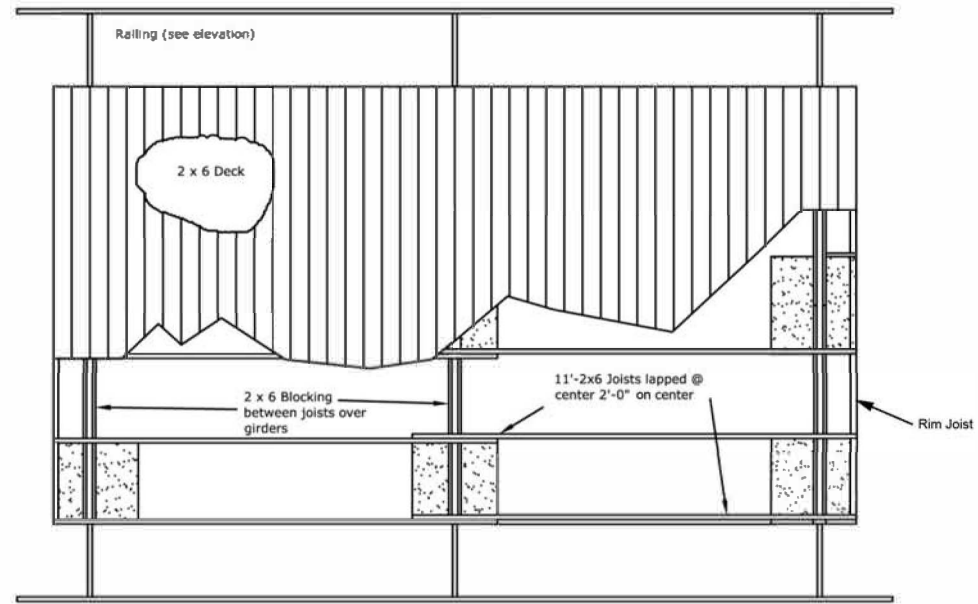 Railing (see elevation)
2 x 6 Deck
2 x 6 Blocking
between joists over
girders
11'-2x6 Joists lapped @
center 2'-0" on center
Rim Joist